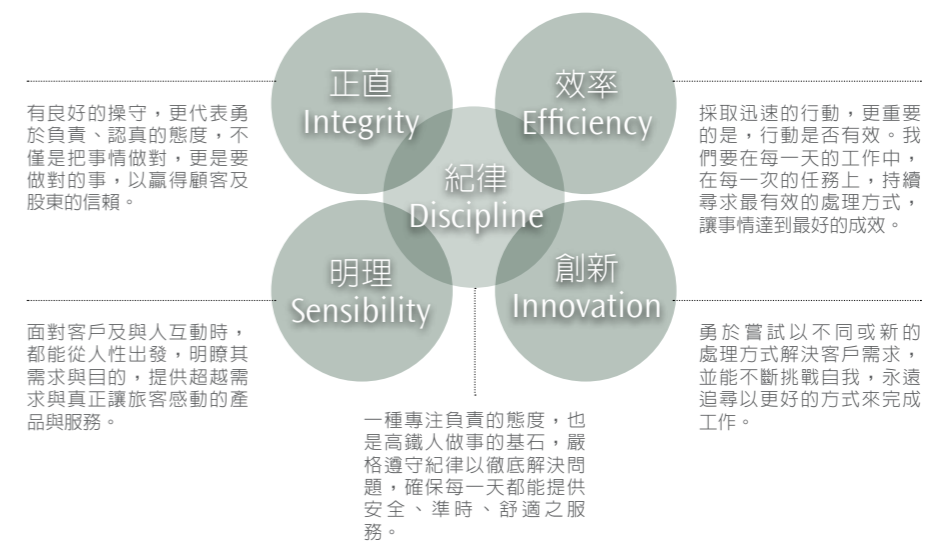 正直
Integrity
有良好的操守，更代表勇
於負責、認真的態度，不
僅是把事情做對，更是要
做對的事，以贏得顧客及
股東的信賴。
效率
Efficiency
採取迅速的行動，更重要
的是，行動是否有效。我
們要在每一天的工作中，
在每一次的任務上，持續
尋求最有效的處理方式，
讓事情達到最好的成效。
紀律
Discipline
明理
Sensibility
面對客戶及與人互動時，
都能從人性出發，明瞭其
需求與目的，提供超越需
求與真正讓旅客感動的產
品與服務。
創新
Innovation
勇於嘗試以不同或新的
處理方式解決客戶需求，
並能不斷挑戰自我，永遠
追尋以更好的方式來完成
工作。
一種專注負責的態度，也
是高鐵人做事的基石，嚴
格遵守紀律以徹底解決問
題，確保每一天都能提供
安全、準時、舒適之服
務。